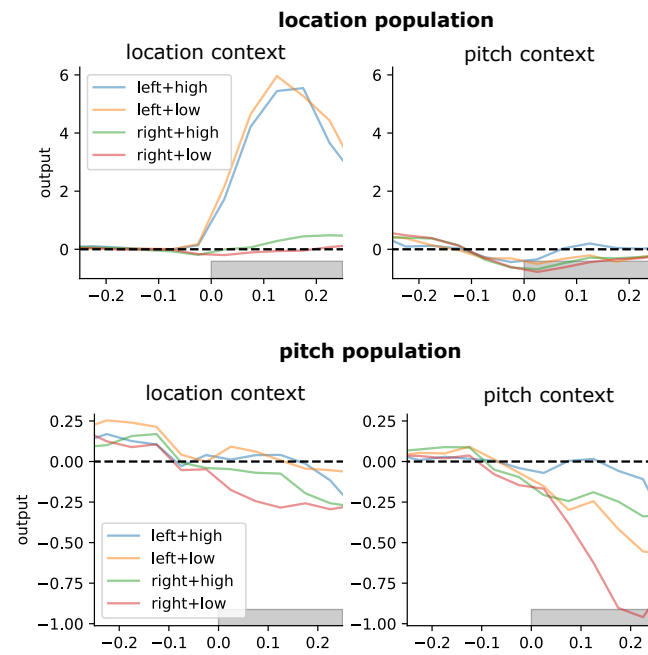 location population
location context
pitch context
6
4
2
0
output
left+high
left+low
right+high
right+low
−0.2
−0.1
0.0
0.1
0.2
−0.2
−0.1
0.0
0.1
0.2
pitch population
location context
pitch context
0.25
0.00
−0.25
−0.50
−0.75
−1.00
output
left+high
left+low
right+high
right+low
0.25
0.00
−0.25
−0.50
−0.75
−1.00
−0.2
−0.1
0.0
0.1
0.2
−0.2
−0.1
0.0
0.1
0.2